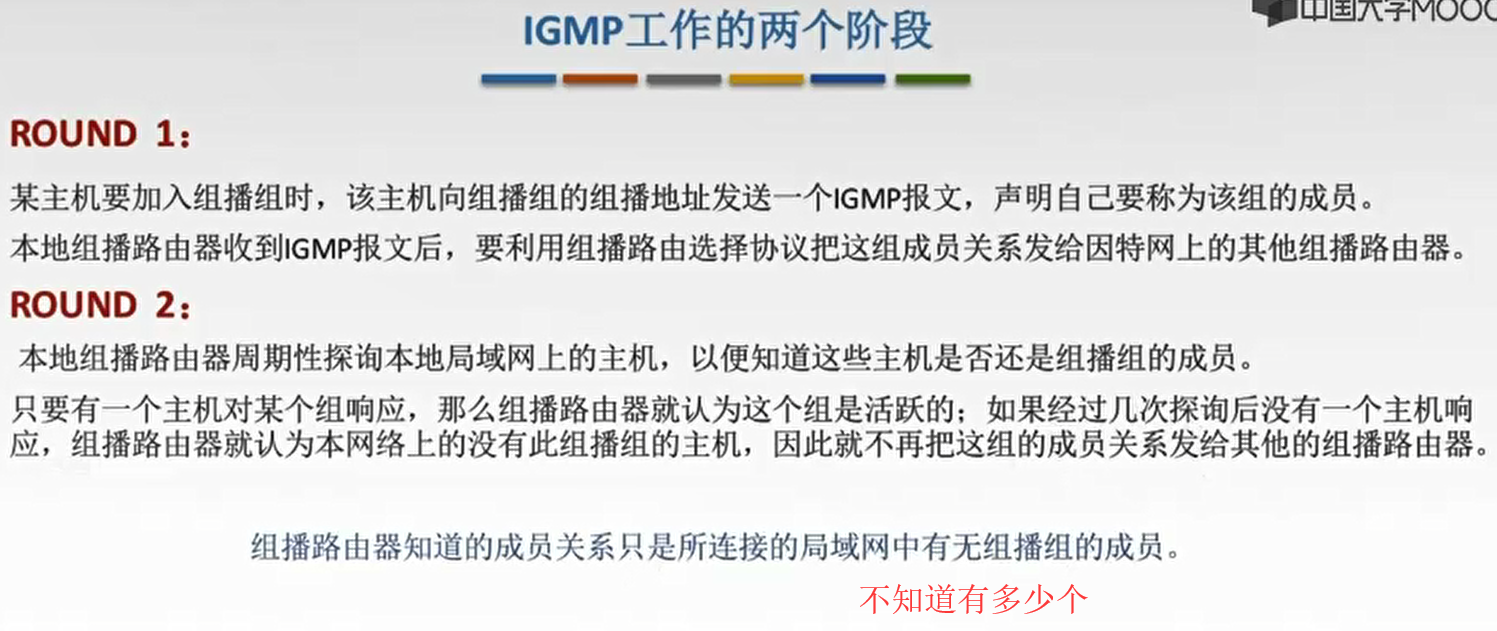 中国大学MOOC
IGMP工作的两个阶段
ROUND 1：
某主机要加入组播组时，该主机向组播组的组播地址发送一个IGMP报文，声明自己要称为该组的成员。
本地组播路由器收到IGMP报文后，要利用组播路由选择协议把这组成员关系发给因特网上的其他组播路由器。
ROUND 2：
本地组播路由器周期性探询本地局域网上的主机，以便知道这些主机是否还是组播组的成员。
只要有一个主机对某个组响应，那么组播路由器就认为这个组是活跃的；如果经过几次探询后没有一个主机响
应，组播路由器就认为本网络上的没有此组播组的主机，因此就不再把这组的成员关系发给其他的组播路由器。
组播路由器知道的成员关系只是所连接的局域网中有无组播组的成员。
不知道有多少个